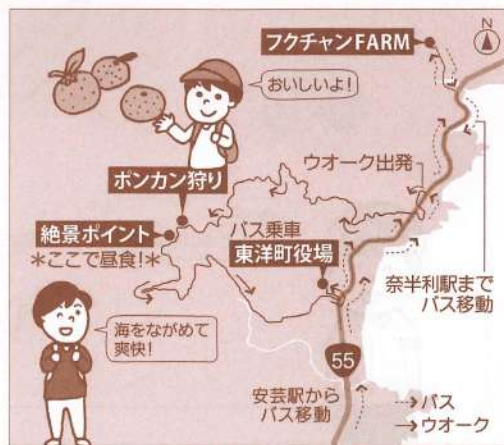 N
フクチャンFARM
おいしいよ!
ウオーク出発
ポンカン狩り
絶景ポイント
*ここで昼食!*
バス乗車
東洋町役場
奈半利駅まで
バス移動
海をながめて
爽快!
55
安芸駅から
バス移動
バス
ウオーク